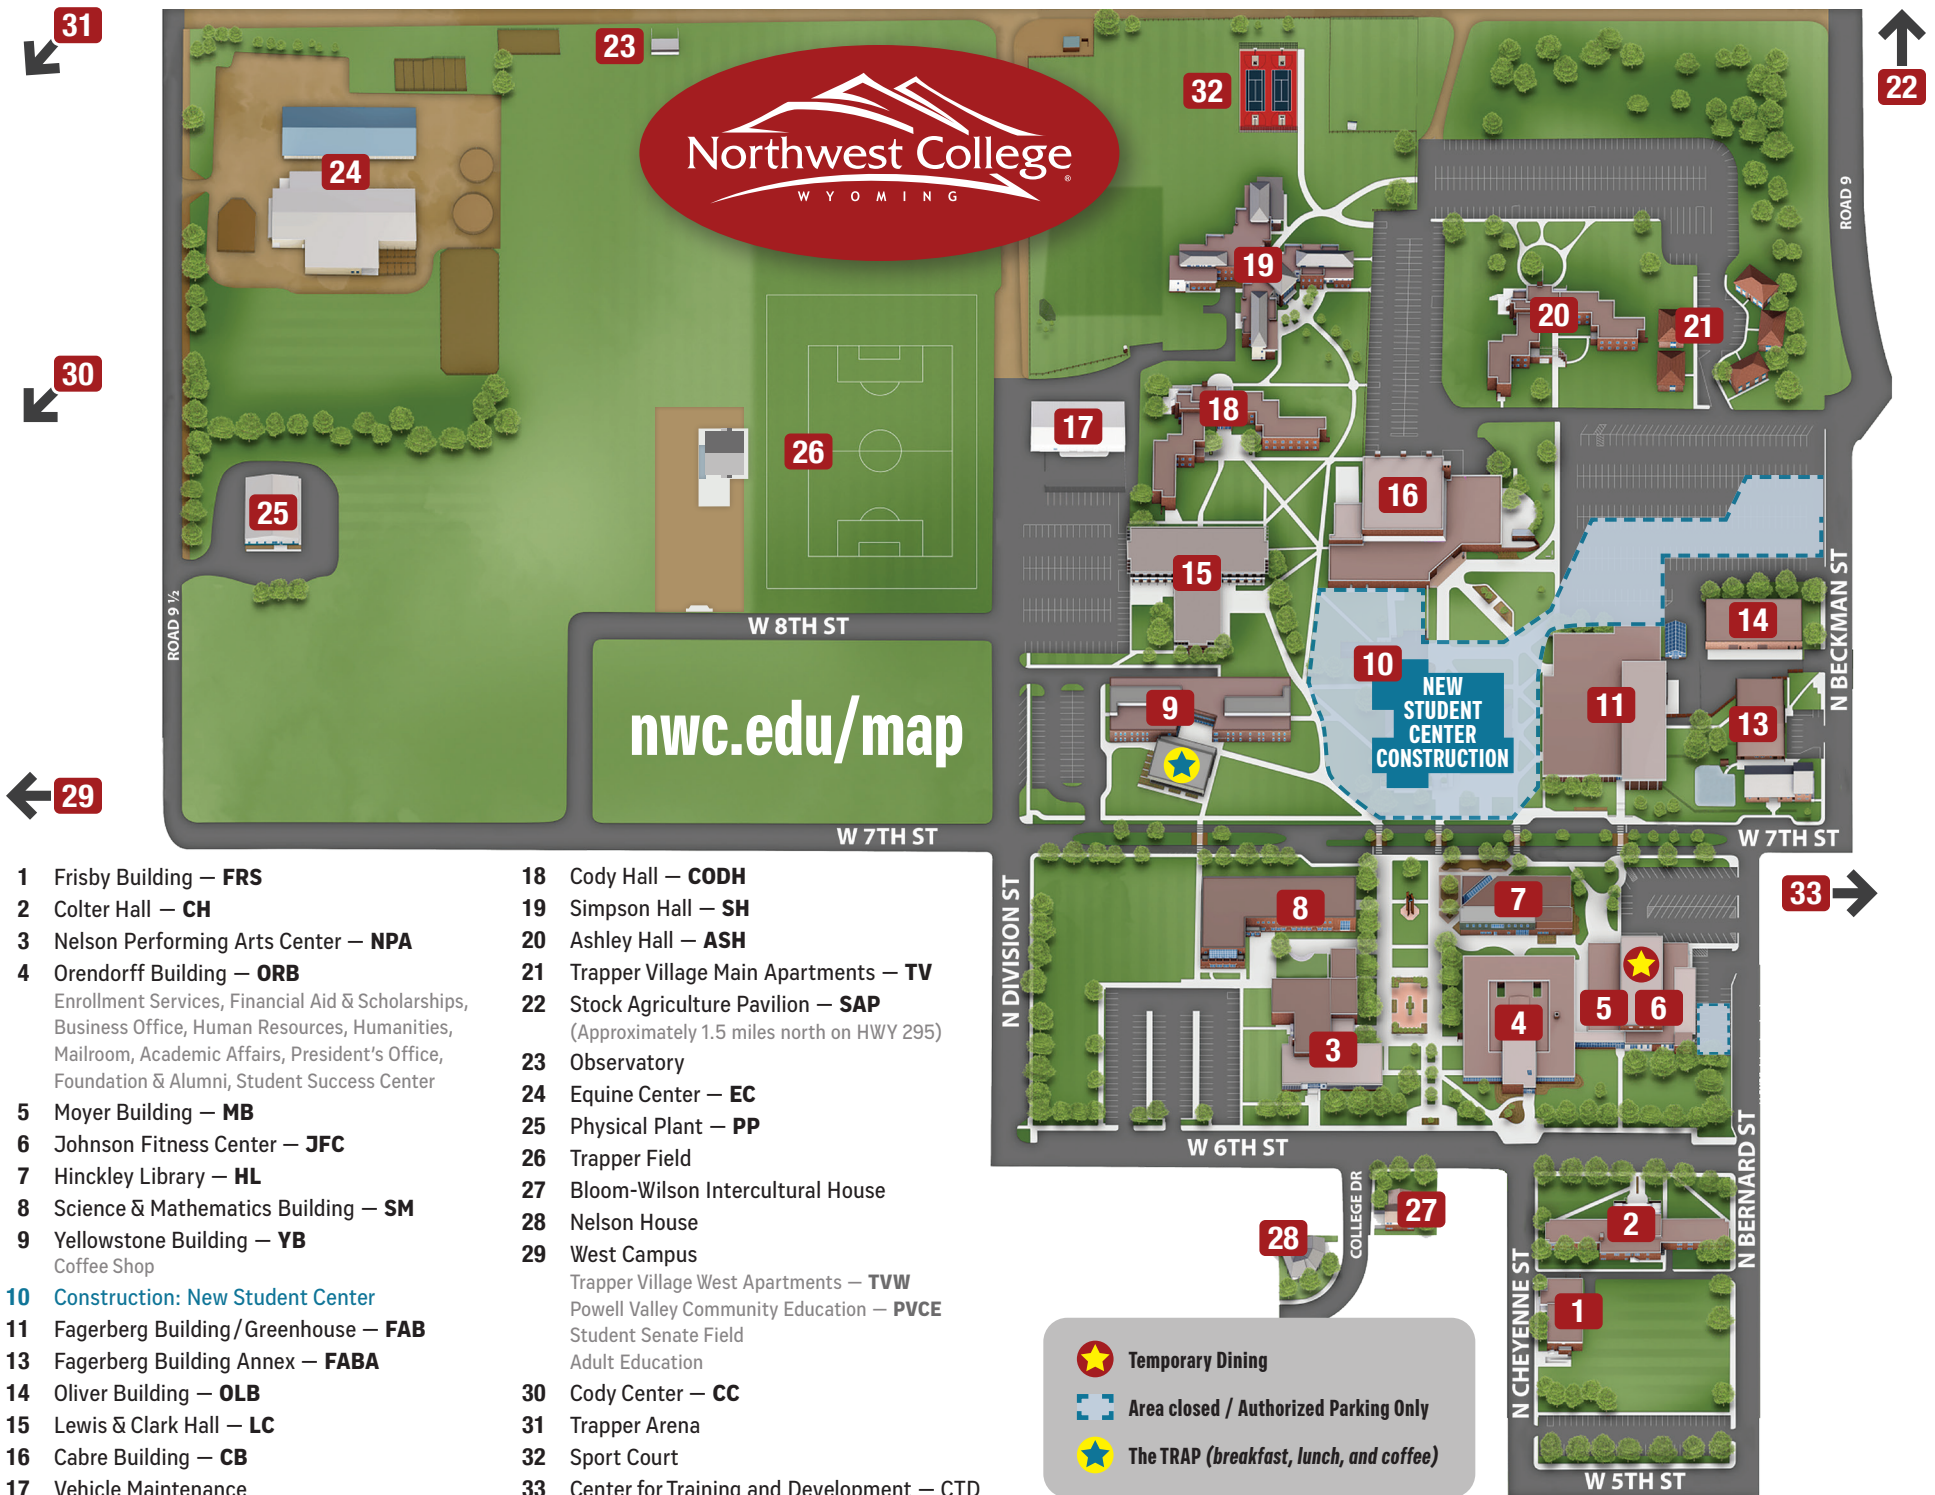 31
23
32
22
Northwest College
®
WYOMING
24
ROAD 9
19
20
21
30
18
17
26
16
25
15
14
ROAD 9 ½
W 8TH ST
N BECKMAN ST
10
NEW
STUDENT
CENTER
CONSTRUCTION
9
11
13
nwc.edu/map
29
W 7TH ST
W 7TH ST
33
N DIVISION ST
8
7
5
6
4
3
W 6TH ST
N BERNARD ST
COLLEGE DR
27
28
2
N CHEYENNE ST
1
W 5TH ST
1 Frisby Building – FRS
2 Colter Hall – CH
3 Nelson Performing Arts Center – NPA
4 Orendorff Building – ORB
Enrollment Services, Financial Aid & Scholarships,
Business Office, Human Resources, Humanities,
Mailroom, Academic Affairs, President's Office,
Foundation & Alumni, Student Success Center
5 Moyer Building – MB
6 Johnson Fitness Center – JFC
7 Hinckley Library – HL
8 Science & Mathematics Building – SM
9 Yellowstone Building – YB
Coffee Shop
10 Construction: New Student Center
11 Fagerberg Building/Greenhouse – FAB
13 Fagerberg Building Annex – FABA
14 Oliver Building – OLB
15 Lewis & Clark Hall – LC
16 Cabre Building – CB
17 Vehicle Maintenance
18 Cody Hall – CODH
19 Simpson Hall – SH
20 Ashley Hall – ASH
21 Trapper Village Main Apartments – TV
22 Stock Agriculture Pavilion – SAP
(Approximately 1.5 miles north on HWY 295)
23 Observatory
24 Equine Center – EC
25 Physical Plant – PP
26 Trapper Field
27 Bloom-Wilson Intercultural House
28 Nelson House
29 West Campus
Trapper Village West Apartments – TVW
Powell Valley Community Education – PVCE
Student Senate Field
Adult Education
30 Cody Center – CC
31 Trapper Arena
32 Sport Court
33 Center for Training and Development – CTD
Temporary Dining
Area closed / Authorized Parking Only
The TRAP (breakfast, lunch, and coffee)